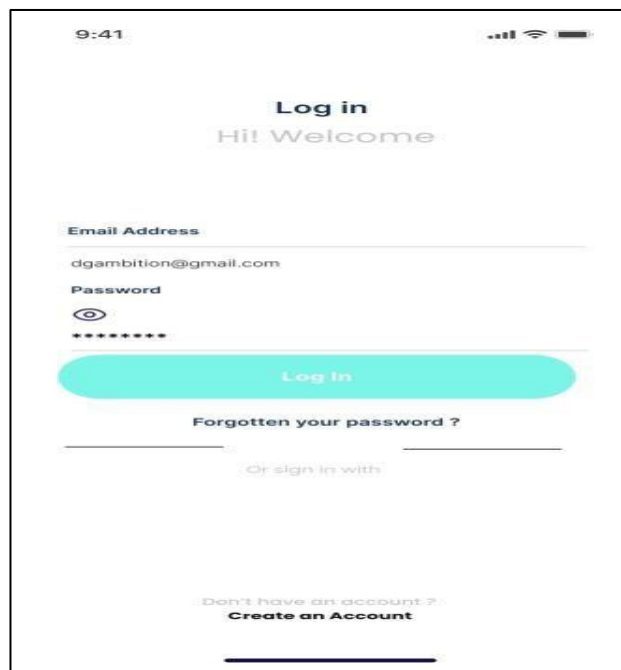 9:41
Log in
Hi! Welcome
Email Address
dgambition@gmail.com
Password
********
Log In
Forgotten your password ?
Or sign in with
Don't have an account ?
Create an Account